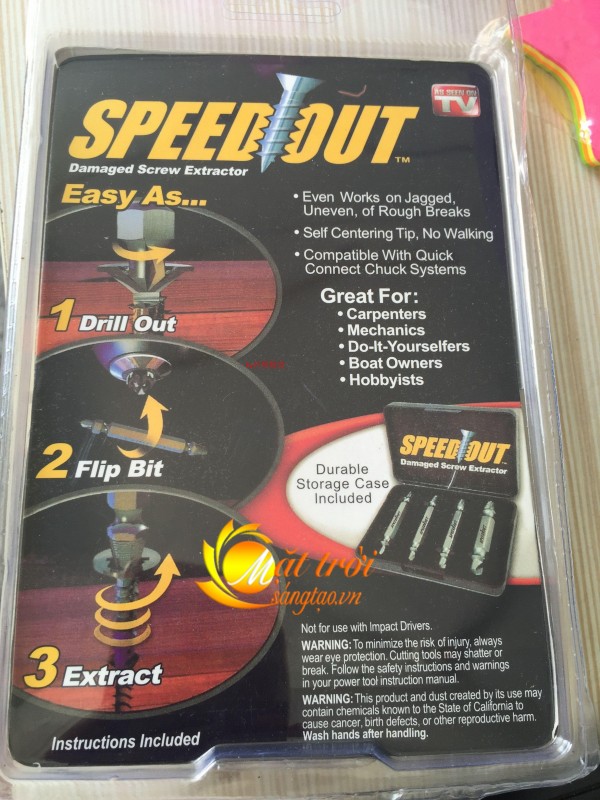 AS SEEN ON
TV
SPEEDOUT™
Damaged Screw Extractor
Easy As...
• Even Works on Jagged,
Uneven, of Rough Breaks
• Self Centering Tip, No Walking
• Compatible With Quick
Connect Chuck Systems
Great For:
• Carpenters
• Mechanics
• Do-It-Yourselfers
• Boat Owners
• Hobbyists
1 Drill Out
2 Flip Bit
3 Extract
Durable
Storage Case
Included
SPEEDOUT
Damaged Screw Extractor
Mặt trời
sángtạo.vn
Not for use with Impact Drivers.
WARNING: To minimize the risk of injury, always
wear eye protection. Cutting tools may shatter or
break. Follow the safety instructions and warnings
in your power tool instruction manual.
WARNING: This product and dust created by its use may
contain chemicals known to the State of California to
cause cancer, birth defects, or other reproductive harm.
Wash hands after handling.
Instructions Included